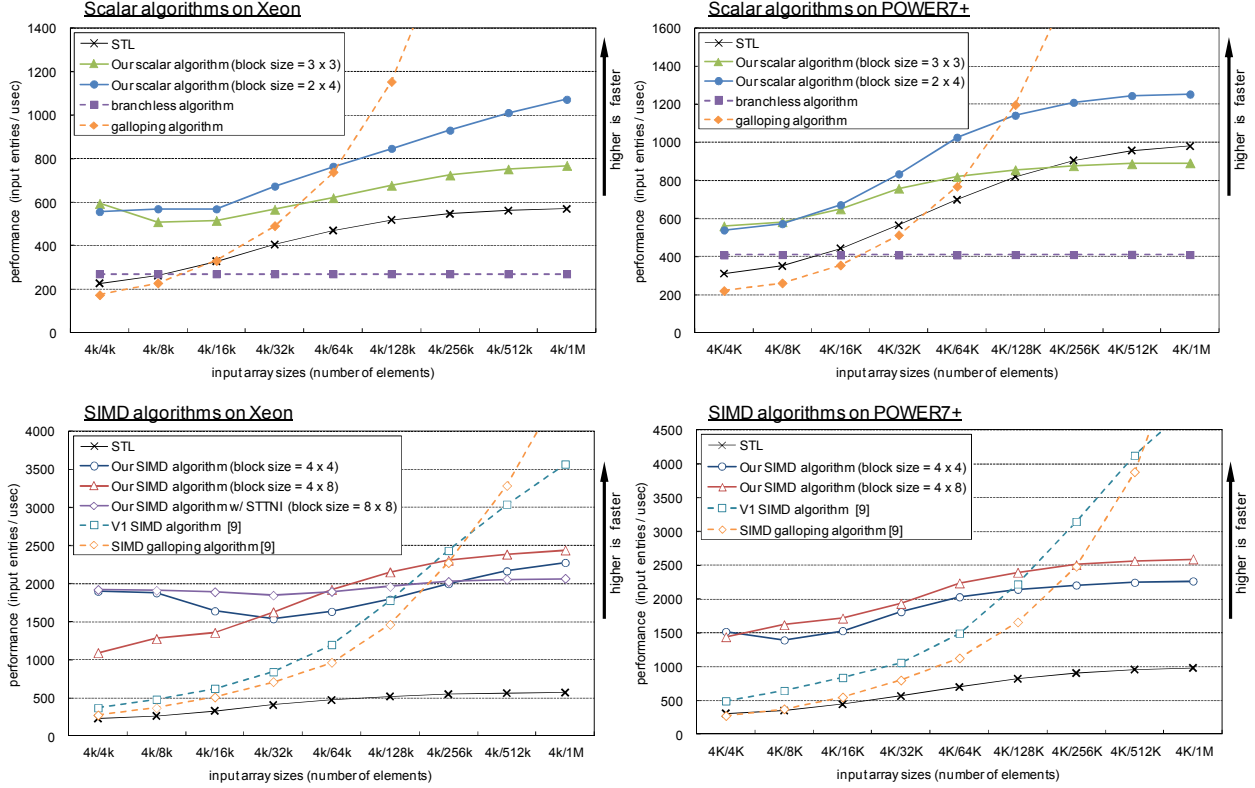 Scalar algorithms on Xeon
1400
1200
1000
800
600
400
200
0
performance (input entries / usec)
STL
Our scalar algorithm (block size = 3 x 3)
Our scalar algorithm (block size = 2 x 4)
branchless algorithm
galloping algorithm
higher is faster
4k/4k 4k/8k 4k/16k 4k/32k 4k/64k 4k/128k 4k/256k 4k/512k 4k/1M
input array sizes (number of elements)
Scalar algorithms on POWER7+
1600
1400
1200
1000
800
600
400
200
0
performance (input entries / usec)
STL
Our scalar algorithm (block size = 3 x 3)
Our scalar algorithm (block size = 2 x 4)
branchless algorithm
galloping algorithm
higher is faster
4K/4K 4K/8K 4K/16K 4K/32K 4K/64K 4K/128K 4K/256K 4K/512K 4K/1M
input array sizes (number of elements)
SIMD algorithms on Xeon
4000
3500
3000
2500
2000
1500
1000
500
0
performance (input entries / usec)
STL
Our SIMD algorithm (block size = 4 x 4)
Our SIMD algorithm (block size = 4 x 8)
Our SIMD algorithm w/ STTNI (block size = 8 x 8)
V1 SIMD algorithm [9]
SIMD galloping algorithm [9]
higher is faster
4k/4k 4k/8k 4k/16k 4k/32k 4k/64k 4k/128k 4k/256k 4k/512k 4k/1M
input array sizes (number of elements)
SIMD algorithms on POWER7+
4500
4000
3500
3000
2500
2000
1500
1000
500
0
performance (input entries / usec)
STL
Our SIMD algorithm (block size = 4 x 4)
Our SIMD algorithm (block size = 4 x 8)
V1 SIMD algorithm [9]
SIMD galloping algorithm [9]
higher is faster
4K/4K 4K/8K 4K/16K 4K/32K 4K/64K 4K/128K 4K/256K 4K/512K 4K/1M
input array sizes (number of elements)